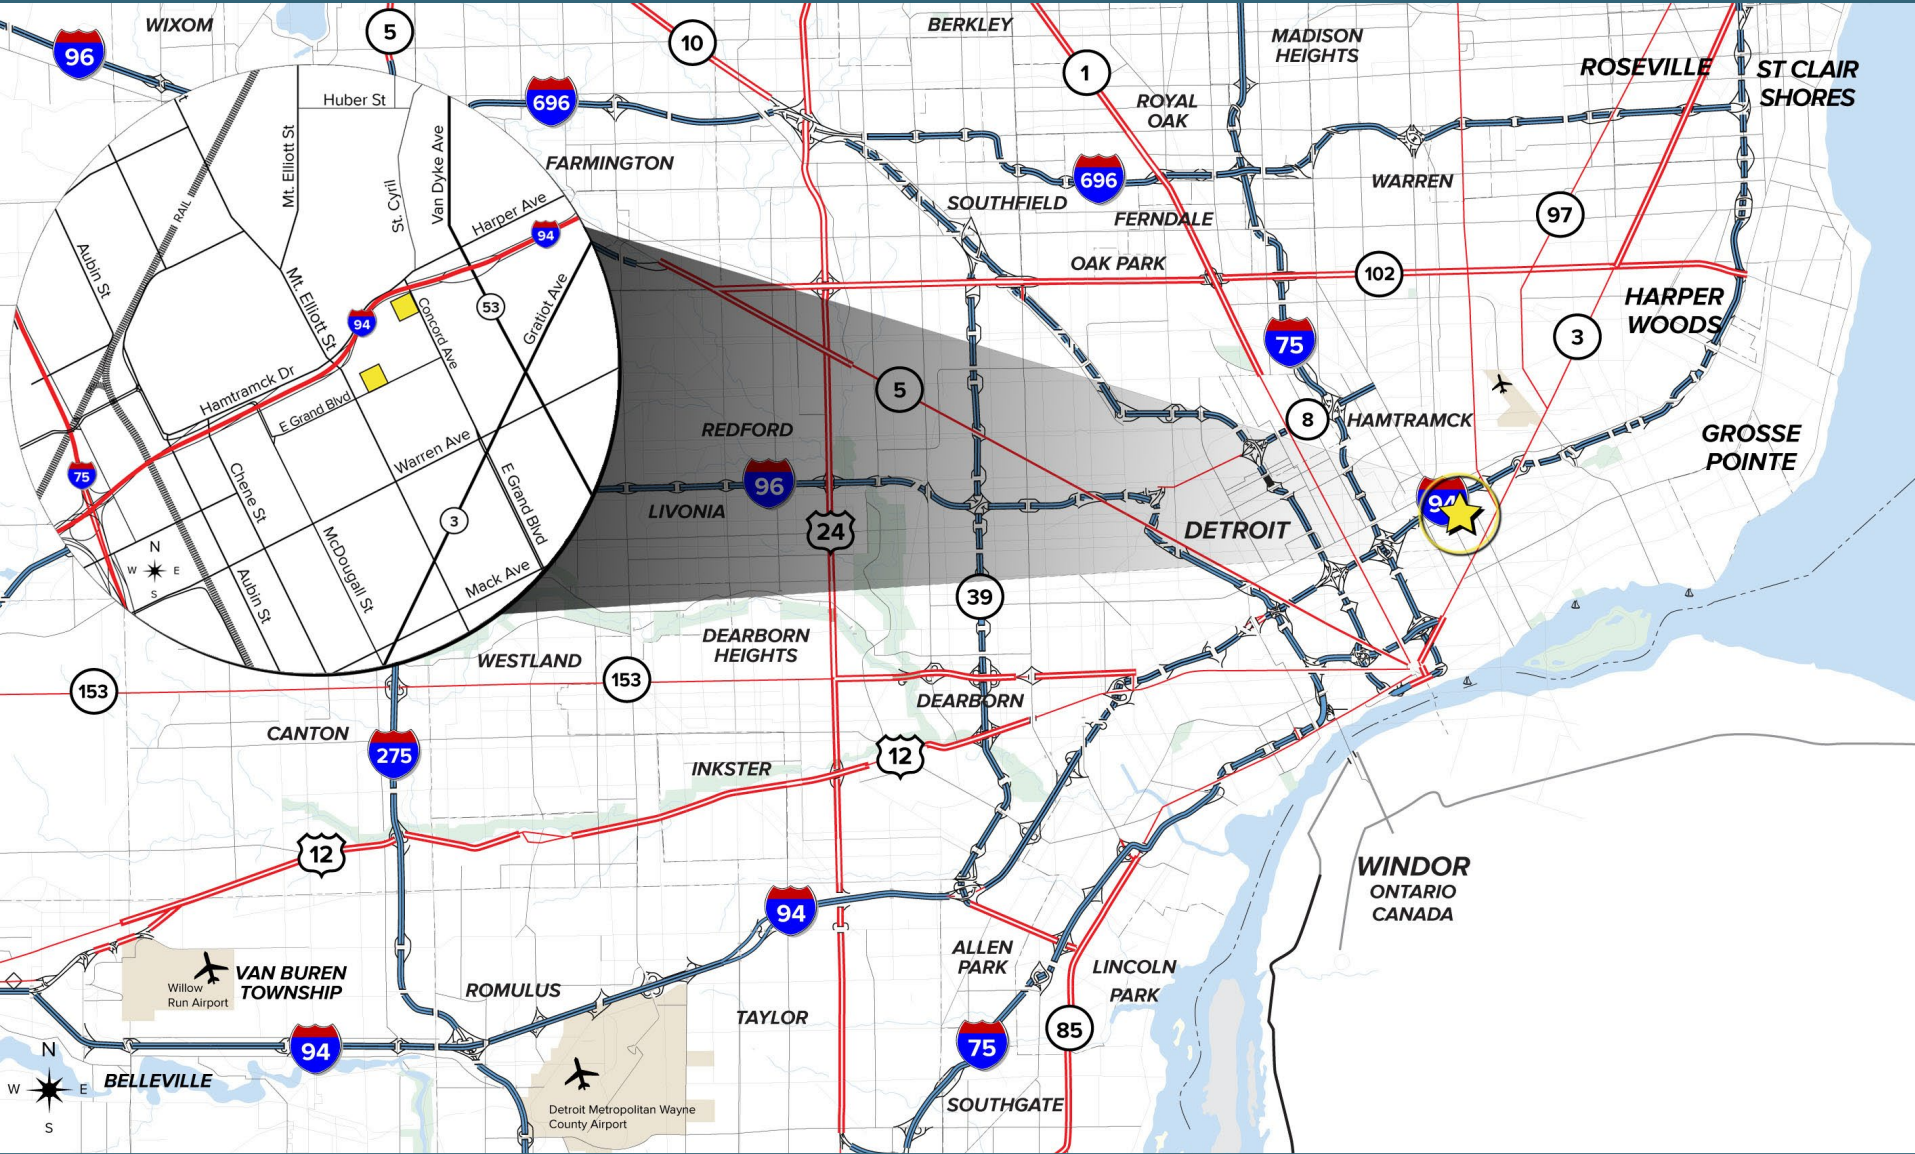 WIXOM
5
10
BERKLEY
MADISON
HEIGHTS
96
1
ROSEVILLE
ST CLAIR
SHORES
696
ROYAL
OAK
FARMINGTON
696
WARREN
SOUTHFIELD
FERNDALE
97
OAK PARK
102
HARPER
WOODS
75
3
5
8
HAMTRAMCK
REDFORD
GROSSE
POINTE
96
LIVONIA
24
DETROIT
94
39
DEARBORN
HEIGHTS
WESTLAND
153
153
DEARBORN
CANTON
275
12
INKSTER
12
WINDOR
ONTARIO
CANADA
94
ALLEN
PARK
LINCOLN
PARK
VAN BUREN
TOWNSHIP
Willow
Run Airport
ROMULUS
TAYLOR
85
75
94
BELLEVILLE
N
W
E
S
Detroit Metropolitan Wayne
County Airport
SOUTHGATE
Huber St
Mt. Elliott St
Van Dyke Ave
St. Cyril
RAIL
Harper Ave
94
Aubin St
Mt. Elliott St
53
Gratiot Ave
94
Concord Ave
Hamtramck Dr
E Grand Blvd
Warren Ave
75
Chene St
E Grand Blvd
3
McDougall St
N
W
E
S
Aubin St
Mack Ave